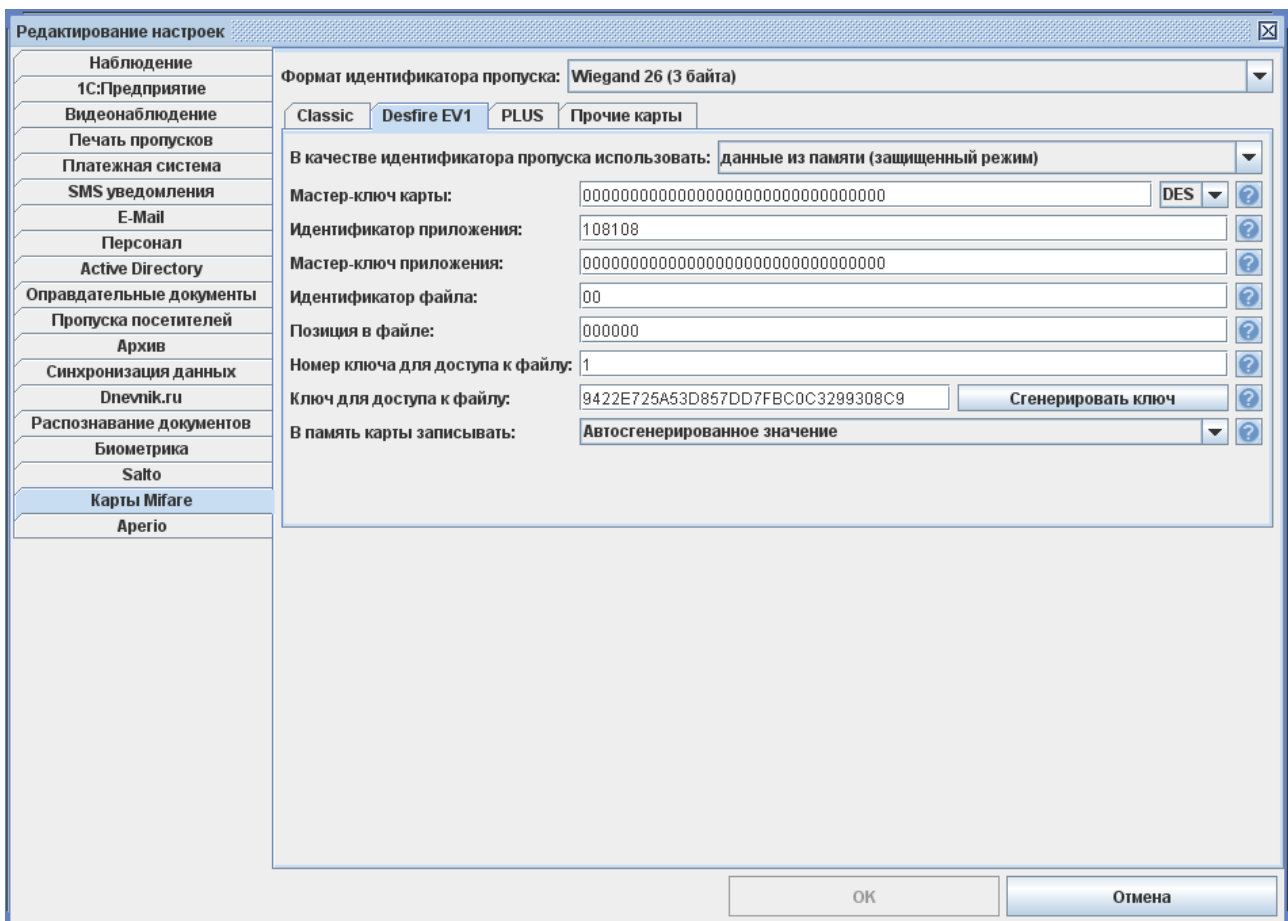 Редактирование настроек
Наблюдение
1С:Предприятие
Видеонаблюдение
Печать пропусков
Платежная система
SMS уведомления
E-Mail
Персонал
Active Directory
Оправдательные документы
Пропуска посетителей
Архив
Синхронизация данных
Dnevnik.ru
Распознавание документов
Биометрика
Salto
Карты Mifare
Aperio
Формат идентификатора пропуска: Wiegand 26 (3 байта)
Classic Desfire EV1 PLUS Прочие карты
В качестве идентификатора пропуска использовать: данные из памяти (защищенный режим)
Мастер-ключ карты: 00000000000000000000000000000000 DES
Идентификатор приложения: 108108
Мастер-ключ приложения: 00000000000000000000000000000000
Идентификатор файла: 00
Позиция в файле: 000000
Номер ключа для доступа к файлу: 1
Ключ для доступа к файлу: 9422E725A53D857DD7FBC0C3299308C9 Сгенерировать ключ
В память карты записывать: Автосгенерированное значение
OK Отмена